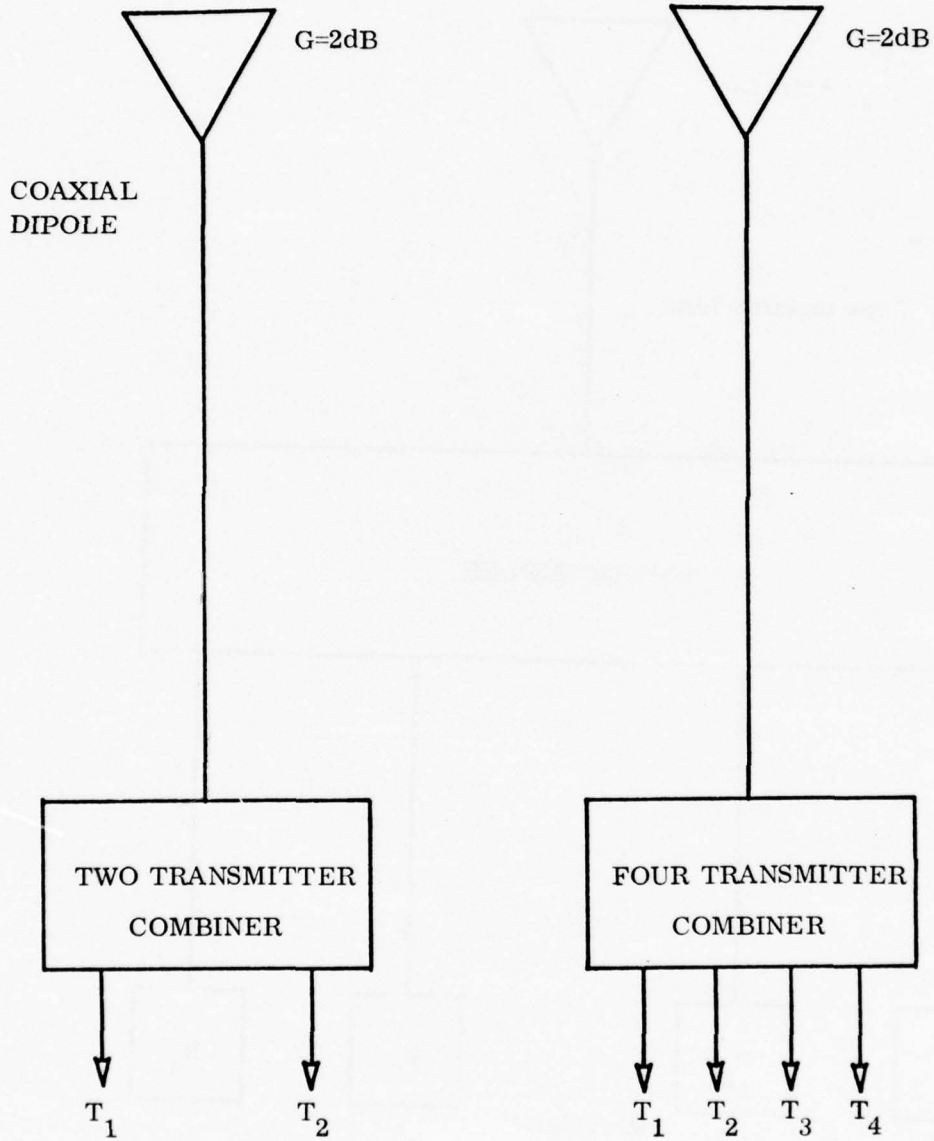 G=2dB
G=2dB
COAXIAL
DIPOLE
TWO TRANSMITTER
COMBINER
FOUR TRANSMITTER
COMBINER
T1 T2
T1 T2 T3 T4